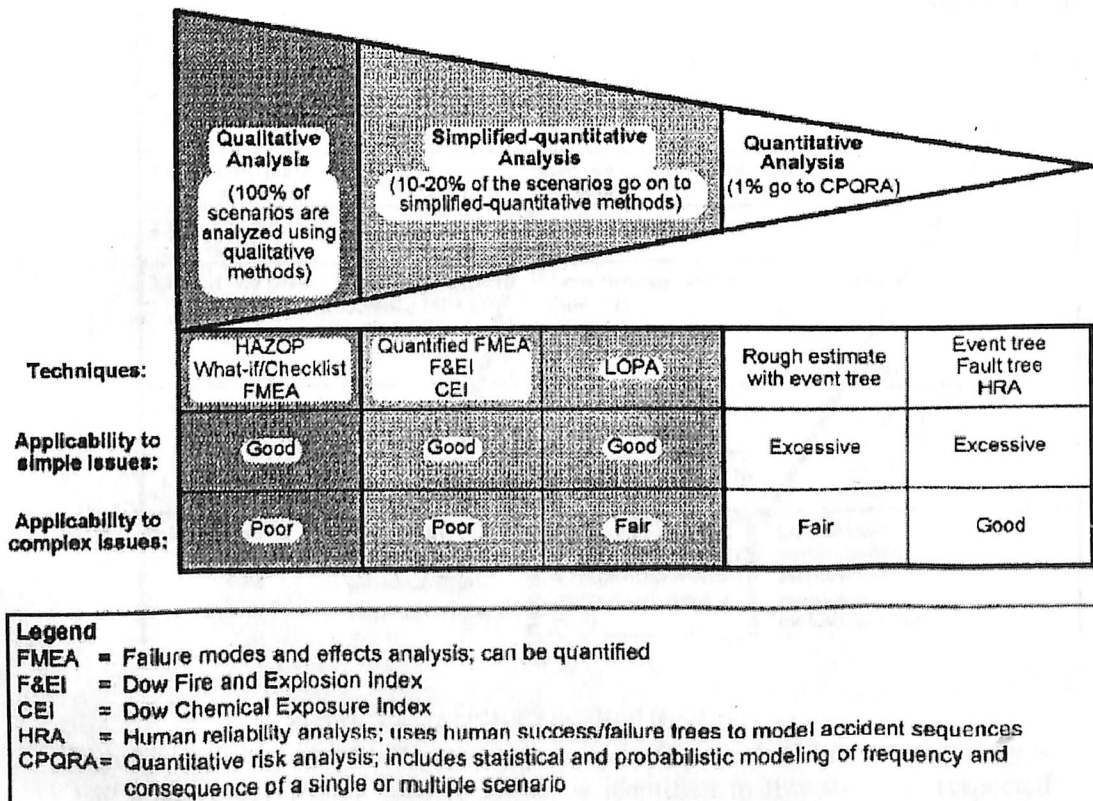 Qualitative
Analysis
(100% of
scenarios are
analyzed using
qualitative
methods)
Simplified-quantitative
Analysis
(10-20% of the scenarios go on to
simplified-quantitative methods)
Quantitative
Analysis
(1% go to CPQRA)
Techniques:
HAZOP
What-if/Checklist
FMEA
Quantified FMEA
F&EI
CEI
LOPA
Rough estimate
with event tree
Event tree
Fault tree
HRA
Applicability to
simple issues:
Good
Good
Good
Excessive
Excessive
Applicability to
complex issues:
Poor
Poor
Fair
Fair
Good
Legend
FMEA = Failure modes and effects analysis; can be quantified
F&EI = Dow Fire and Explosion Index
CEI = Dow Chemical Exposure Index
HRA = Human reliability analysis; uses human success/failure trees to model accident sequences
CPQRA= Quantitative risk analysis; includes statistical and probabilistic modeling of frequency and
consequence of a single or multiple scenario